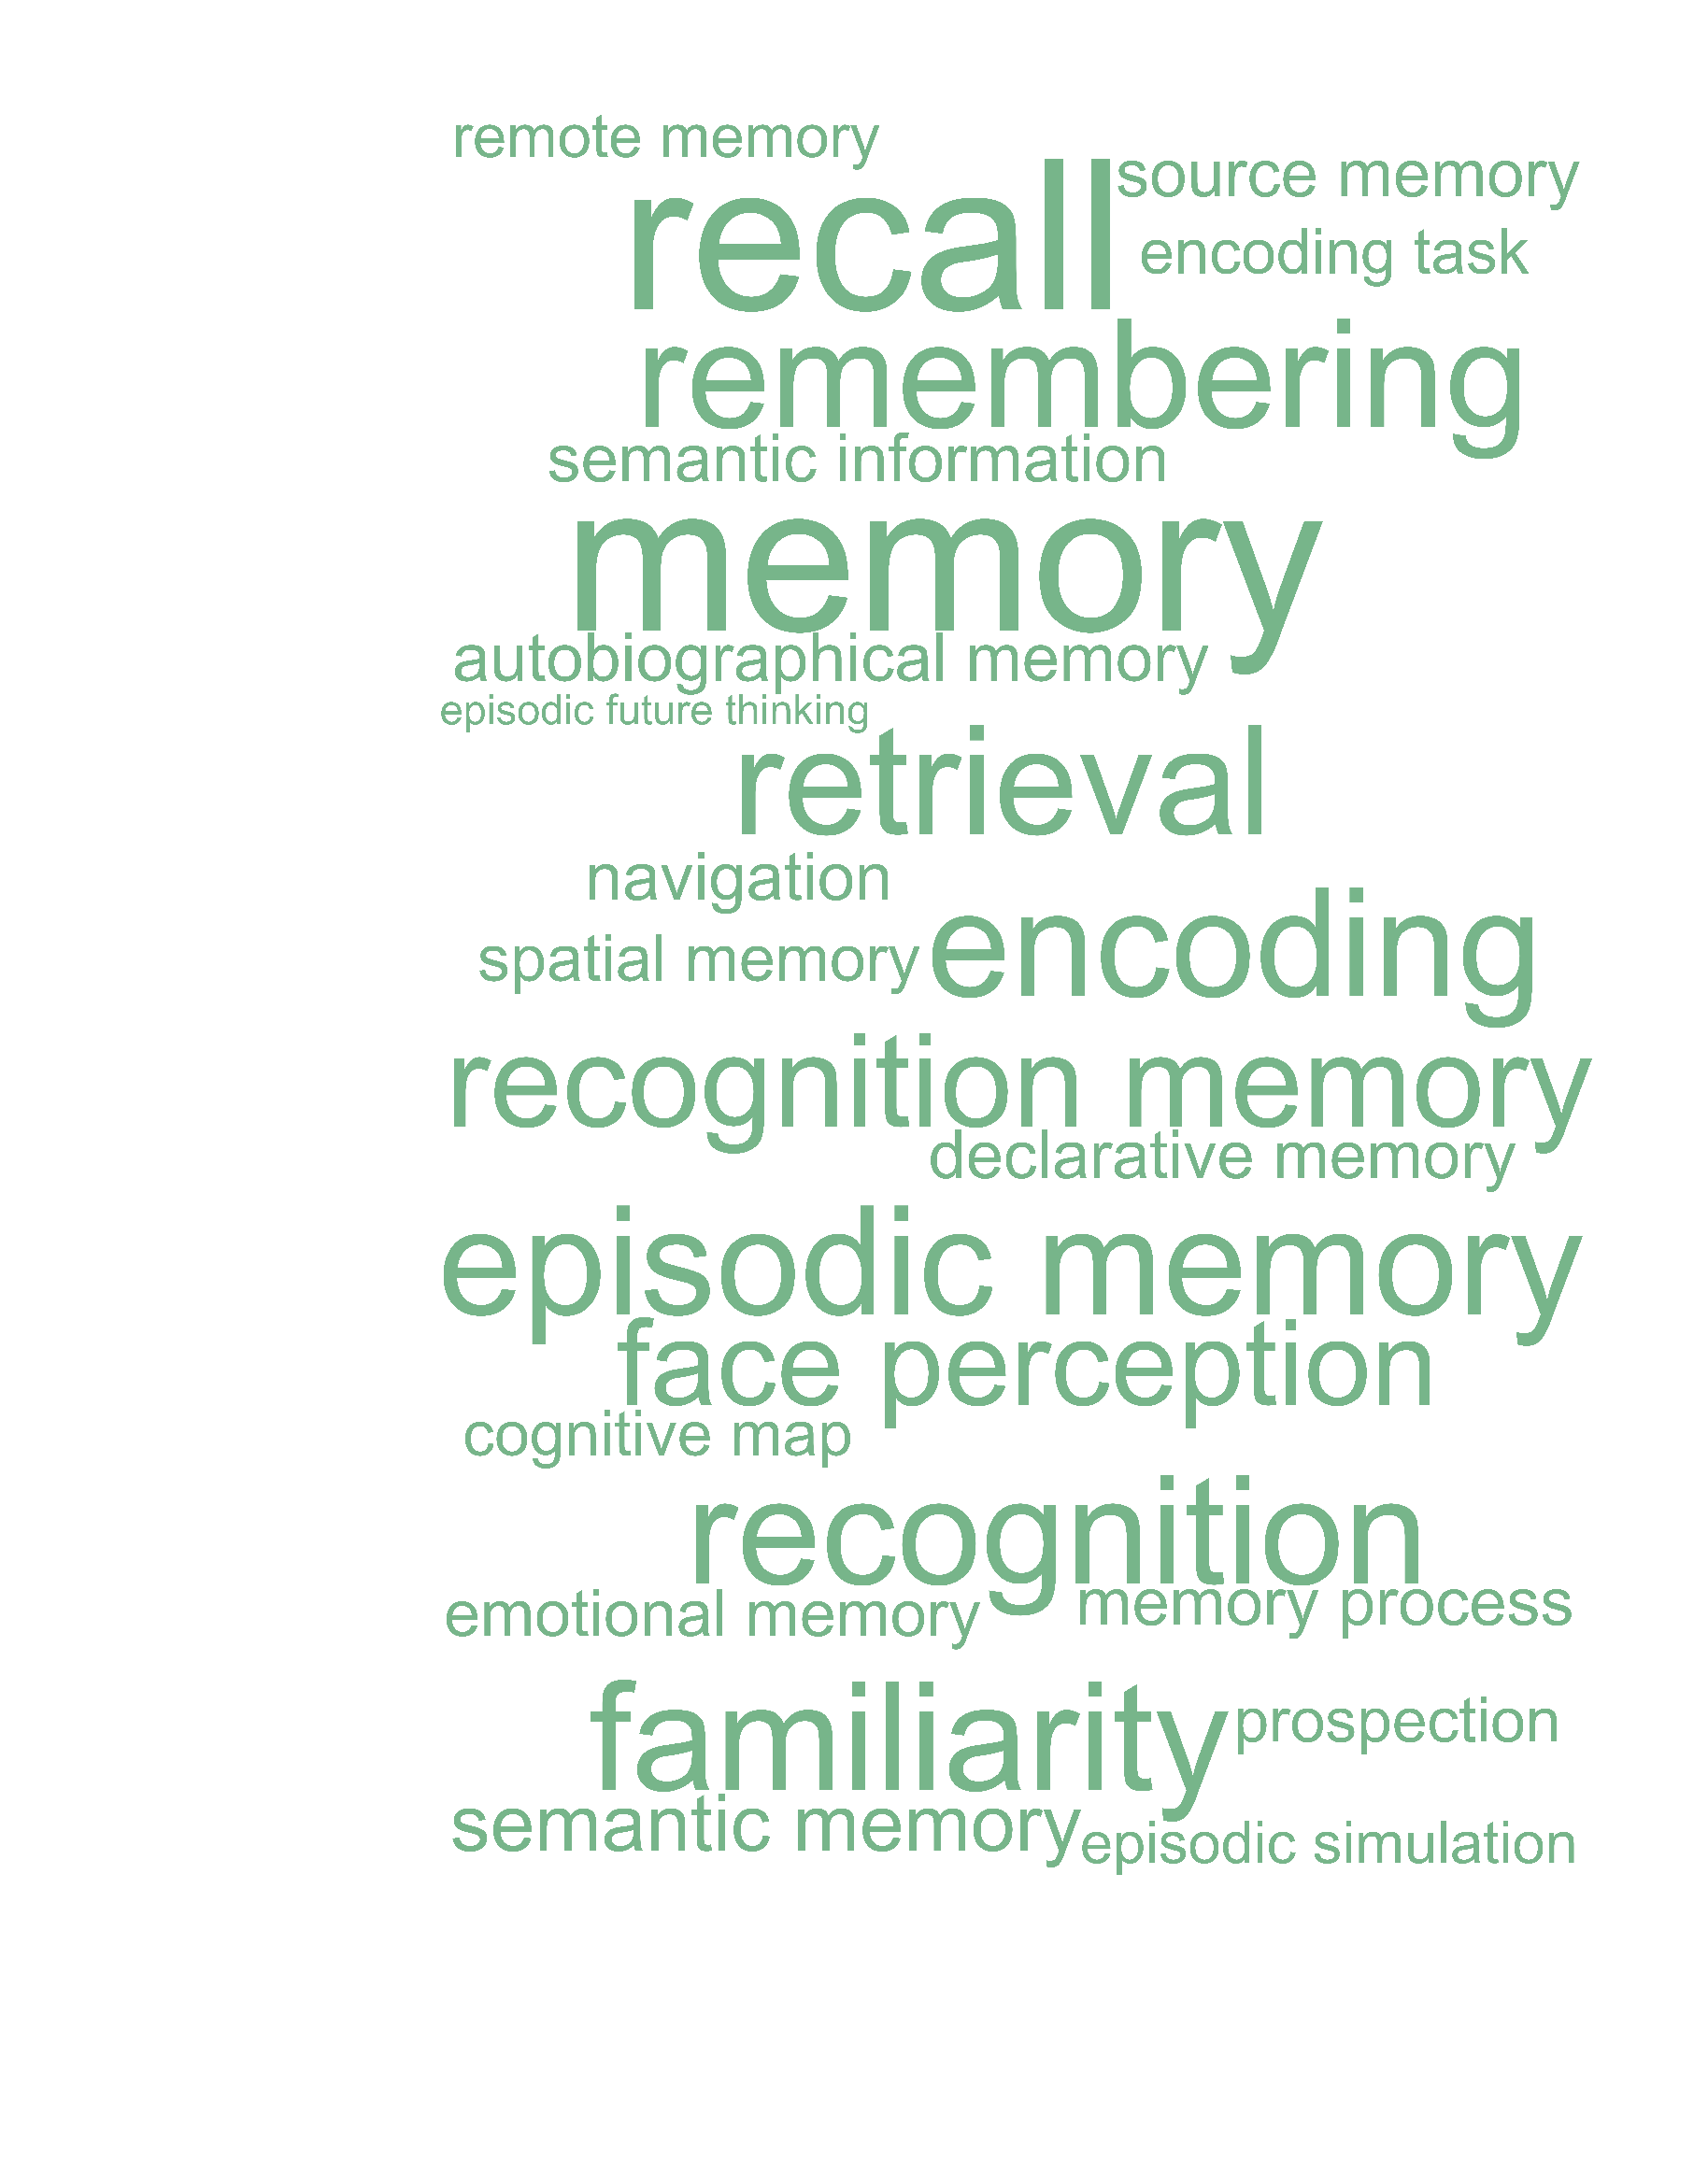 remote memory
source memory
recall
encoding task
remembering
semantic information
memory
autobiographical memory
episodic future thinking
retrieval
navigation
encoding
spatial memory
recognition memory
declarative memory
episodic memory
face perception
cognitive map
recognition
emotional memory
memory process
familiarity
prospection
semantic memory
episodic simulation